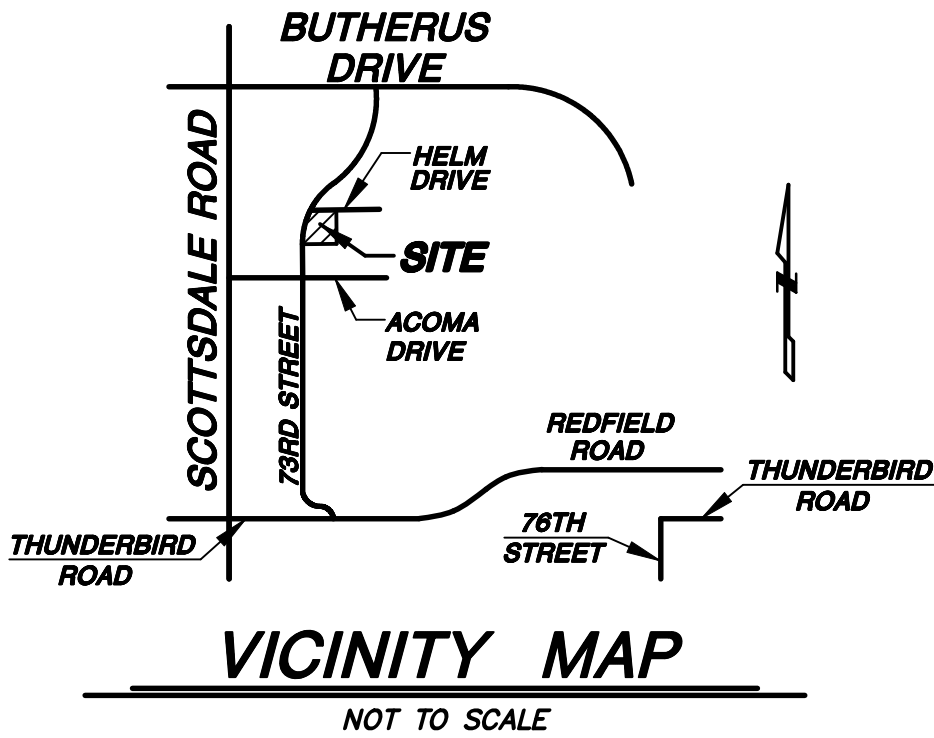 BUTHERUS
DRIVE
SCOTTSDALE ROAD
HELM
DRIVE
SITE
ACOMA
DRIVE
73RD STREET
N
REDFIELD
ROAD
THUNDERBIRD
ROAD
76TH
STREET
THUNDERBIRD
ROAD
VICINITY MAP
NOT TO SCALE